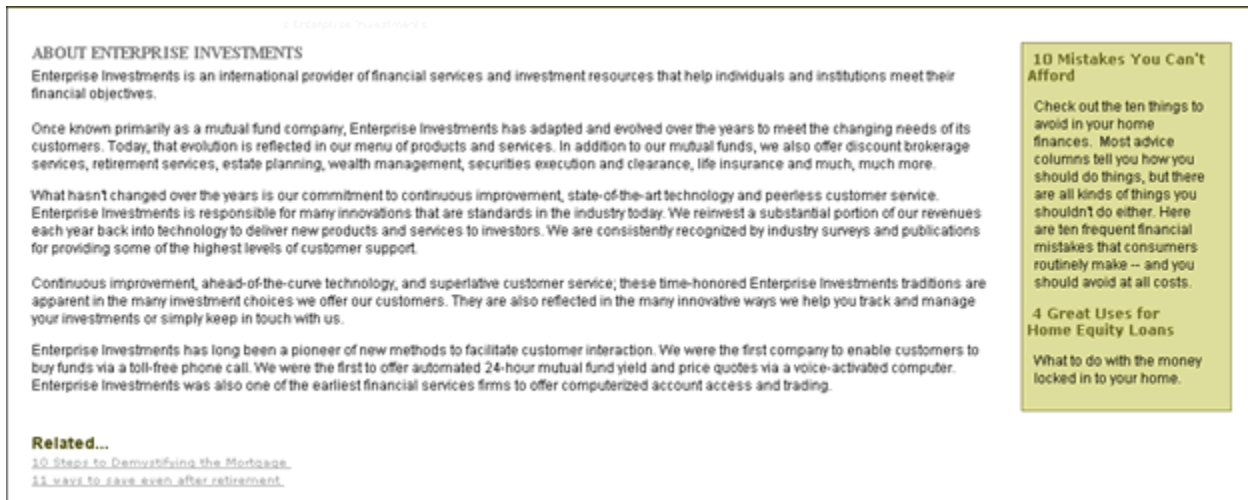 ABOUT ENTERPRISE INVESTMENTS
Enterprise Investments is an international provider of financial services and investment resources that help individuals and institutions meet their
financial objectives.
Once known primarily as a mutual fund company, Enterprise Investments has adapted and evolved over the years to meet the changing needs of its
customers. Today, that evolution is reflected in our menu of products and services. In addition to our mutual funds, we also offer discount brokerage
services, retirement services, estate planning, wealth management, securities execution and clearance, life insurance and much, much more.
What hasn't changed over the years is our commitment to continuous improvement, state-of-the-art technology and peerless customer service.
Enterprise Investments is responsible for many innovations that are standards in the industry today. We reinvest a substantial portion of our revenues
each year back into technology to deliver new products and services to investors. We are consistently recognized by industry surveys and publications
for providing some of the highest levels of customer support.
Continuous improvement, ahead-of-the-curve technology, and superlative customer service; these time-honored Enterprise Investments traditions are
apparent in the many investment choices we offer our customers. They are also reflected in the many innovative ways we help you track and manage
your investments or simply keep in touch with us.
Enterprise Investments has long been a pioneer of new methods to facilitate customer interaction. We were the first company to enable customers to
buy funds via a toll-free phone call. We were the first to offer automated 24-hour mutual fund yield and price quotes via a voice-activated computer.
Enterprise Investments was also one of the earliest financial services firms to offer computerized account access and trading.
Related...
10 Steps to Demystifying the Mortgage
11 ways to save even after retirement
10 Mistakes You Can't
Afford
Check out the ten things to
avoid in your home
finances. Most advice
columns tell you how you
should do things, but there
are all kinds of things you
shouldn't do either. Here
are ten frequent financial
mistakes that consumers
routinely make -- and you
should avoid at all costs.
4 Great Uses for
Home Equity Loans
What to do with the money
locked in to your home.